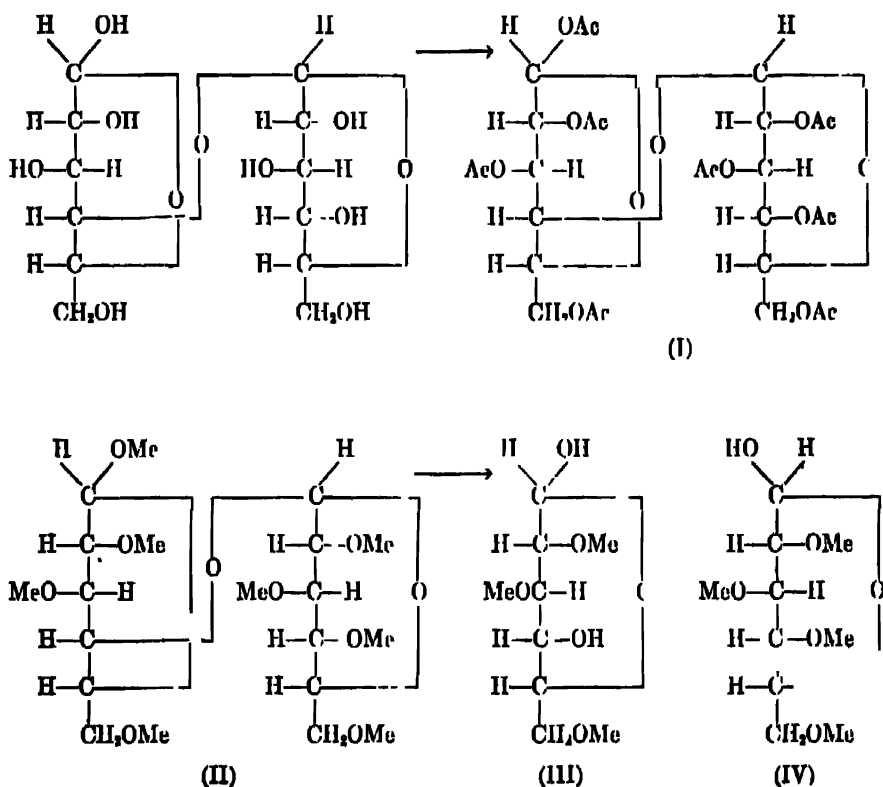 H OH H H OAc H
C C C C
H—C—OH H—C—OH H—C—OAc H—C—OAc
O O
HO—C—H HO—C—H O AcO—C—H AcO—C—H
O O
H—C H—C—OH H—C H—C—OAc
H—C H—C H—C H—C
CH₂OH CH₂OH CH₂OAc CH₂OAc
(I)
H OMe H H OH HO H
C C C C
H—C—OMe H—C—OMe H—C—OMe H—C—OMe
O
MeO—C—H MeO—C—H O MeO—C—H MeO—C—H O
H—C H—C—OMe H—C—OH H—C—OMe
H—C H—C H—C H—C
CH₂OMe CH₂OMe CH₂OMe CH₂OMe
(II) (III) (IV)